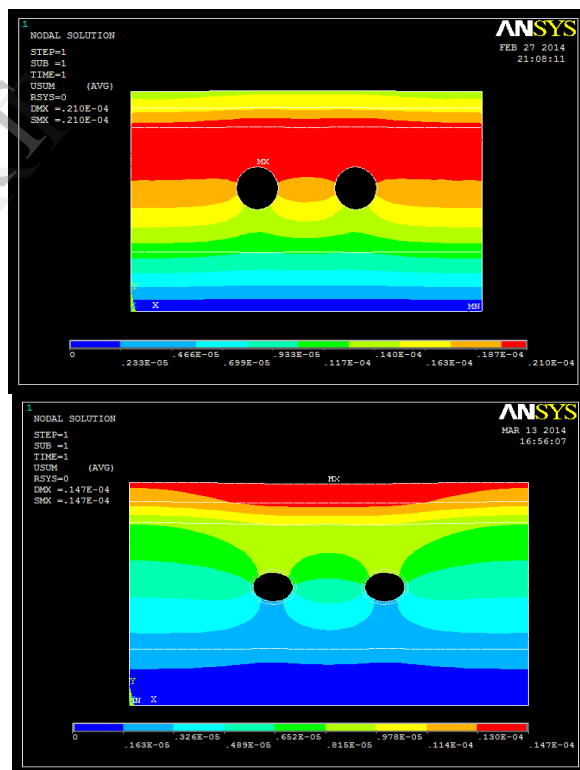 1
NODAL SOLUTION
STEP=1
SUB =1
TIME=1
USUM (AVG)
RSYS=0
DMX =.210E-04
SMX =.210E-04
ANSYS
FEB 27 2014
21:08:11
MX
Y
X
MN
0 .466E-05 .933E-05 .140E-04 .187E-04
.233E-05 .699E-05 .117E-04 .163E-04 .210E-04
1
NODAL SOLUTION
STEP=1
SUB =1
TIME=1
USUM (AVG)
RSYS=0
DMX =.147E-04
SMX =.147E-04
ANSYS
MAR 13 2014
16:56:07
MX
Y
MN X
0 .326E-05 .652E-05 .978E-05 .130E-04
.163E-05 .489E-05 .815E-05 .114E-04 .147E-04